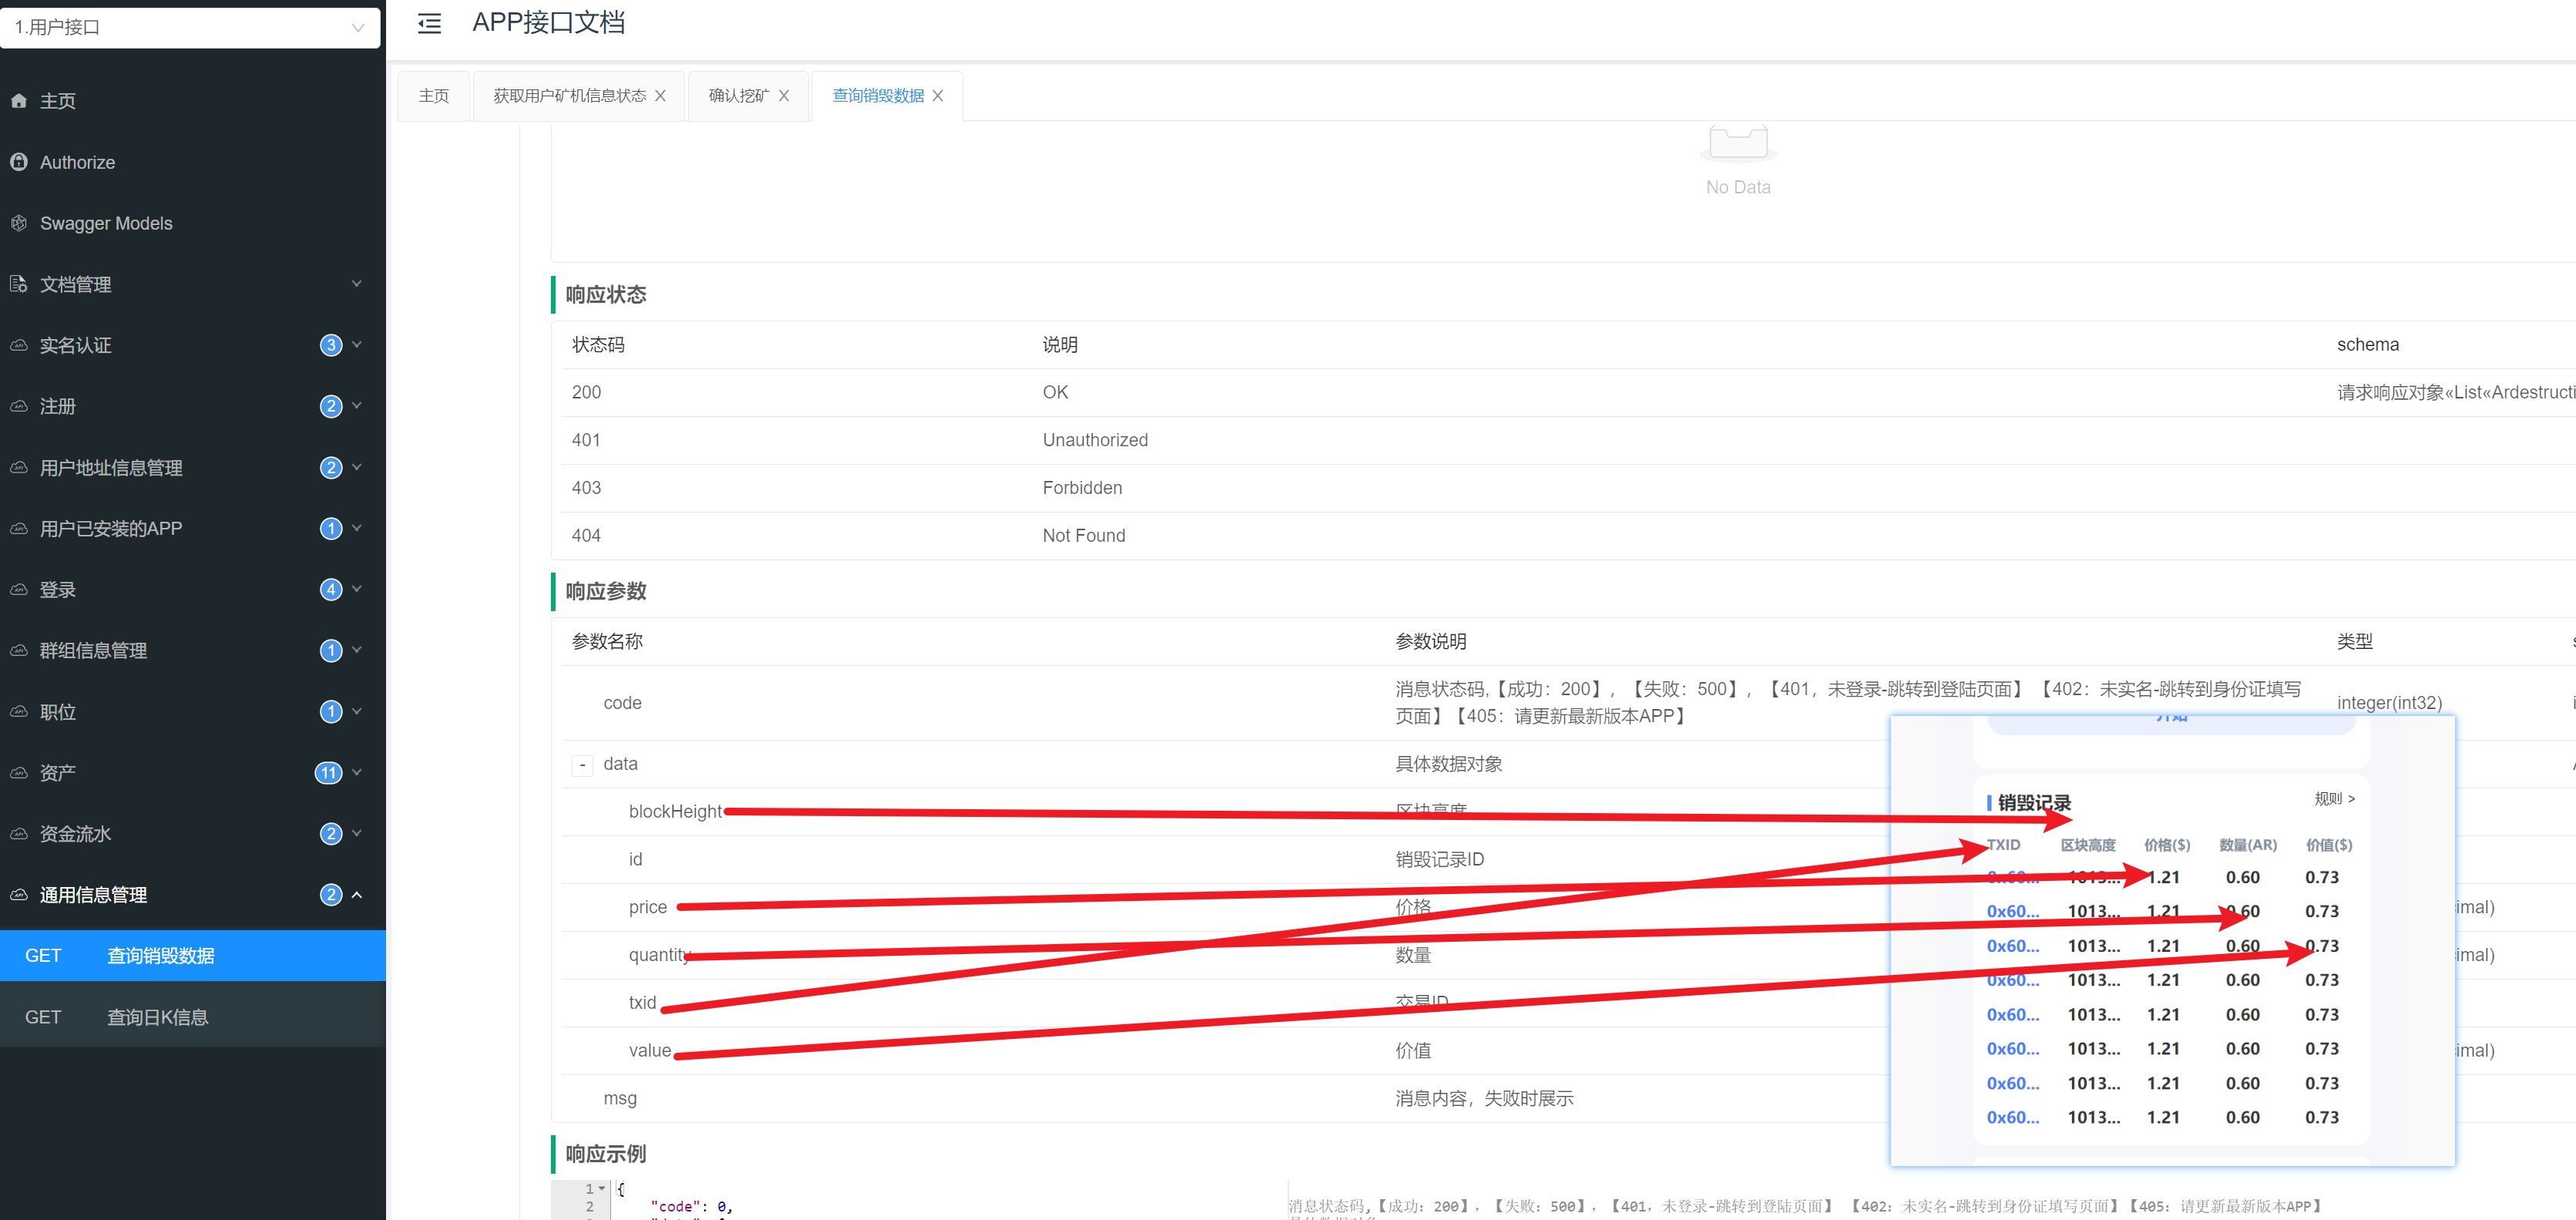 1.用户接口
主页
Authorize
Swagger Models
文档管理
实名认证 3
注册 2
用户地址信息管理 2
用户已安装的APP 1
登录 4
群组信息管理 1
职位 1
资产 11
资金流水 2
通用信息管理 2
GET 查询销毁数据
GET 查询日K信息
APP接口文档
主页 获取用户矿机信息状态 确认挖矿 查询销毁数据
No Data
响应状态
状态码 说明 schema
200 OK 请求响应对象«List«Ardestructi
401 Unauthorized
403 Forbidden
404 Not Found
响应参数
参数名称 参数说明 类型
code 消息状态码,【成功：200】,【失败：500】,【401，未登录-跳转到登陆页面】【402：未实名-跳转到身份证填写
页面】【405：请更新最新版本APP】 integer(int32)
- data 具体数据对象
blockHeight 区块高度
id 销毁记录ID
price 价格 imal)
quantity 数量 imal)
txid 交易ID
value 价值 imal)
msg 消息内容，失败时展示
开始
销毁记录 规则 >
TXID 区块高度 价格($) 数量(AR) 价值($)
0x60... 1013... 1.21 0.60 0.73
0x60... 1013... 1.21 0.60 0.73
0x60... 1013... 1.21 0.60 0.73
0x60... 1013... 1.21 0.60 0.73
0x60... 1013... 1.21 0.60 0.73
0x60... 1013... 1.21 0.60 0.73
0x60... 1013... 1.21 0.60 0.73
0x60... 1013... 1.21 0.60 0.73
响应示例
1 {
2 "code": 0, 消息状态码,【成功：200】,【失败：500】,【401，未登录-跳转到登陆页面】【402：未实名-跳转到身份证填写页面】【405：请更新最新版本APP】